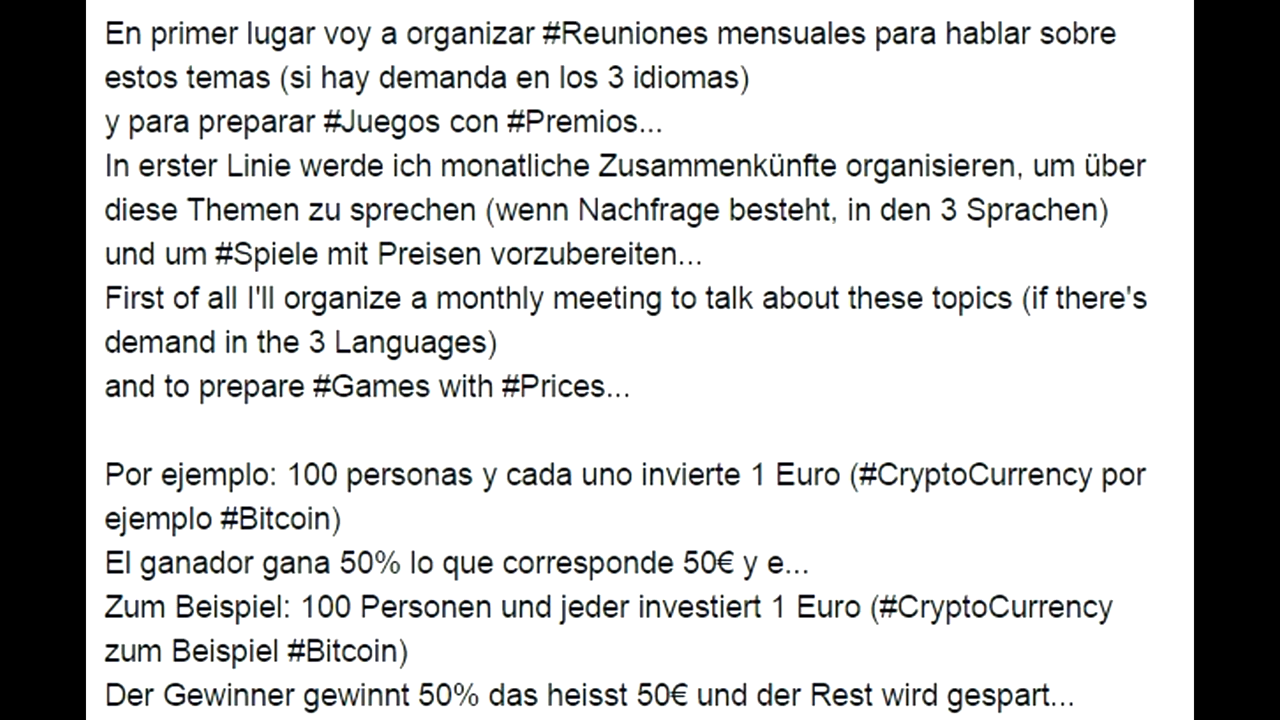 En primer lugar voy a organizar #Reuniones mensuales para hablar sobre
estos temas (si hay demanda en los 3 idiomas)
y para preparar #Juegos con #Premios...
In erster Linie werde ich monatliche Zusammenkünfte organisieren, um über
diese Themen zu sprechen (wenn Nachfrage besteht, in den 3 Sprachen)
und um #Spiele mit Preisen vorzubereiten...
First of all I'll organize a monthly meeting to talk about these topics (if there's
demand in the 3 Languages)
and to prepare #Games with #Prices...
Por ejemplo: 100 personas y cada uno invierte 1 Euro (#CryptoCurrency por
ejemplo #Bitcoin)
El ganador gana 50% lo que corresponde 50€ y e...
Zum Beispiel: 100 Personen und jeder investiert 1 Euro (#CryptoCurrency
zum Beispiel #Bitcoin)
Der Gewinner gewinnt 50% das heisst 50€ und der Rest wird gespart...